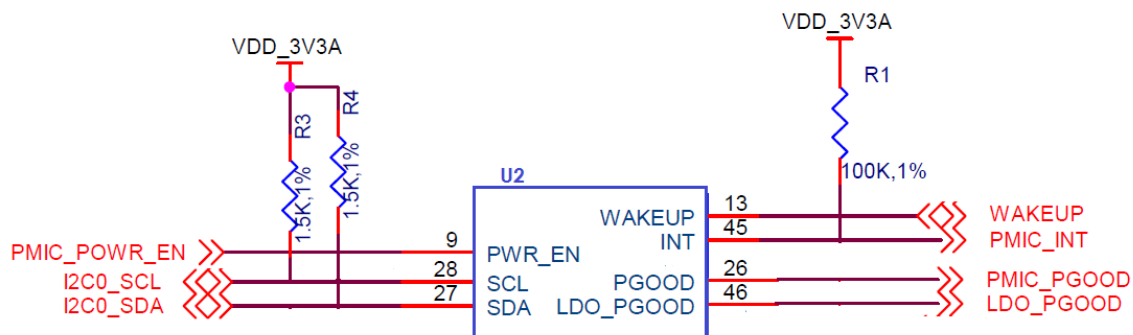 VDD_3V3A
VDD_3V3A
R3
R4
R1
1.5K,1%
1.5K,1%
100K,1%
U2
PMIC_POWR_EN
9
PWR_EN
I2C0_SCL
28
SCL
I2C0_SDA
27
SDA
WAKEUP
13
WAKEUP
INT
45
PMIC_INT
PGOOD
26
PMIC_PGOOD
LDO_PGOOD
46
LDO_PGOOD